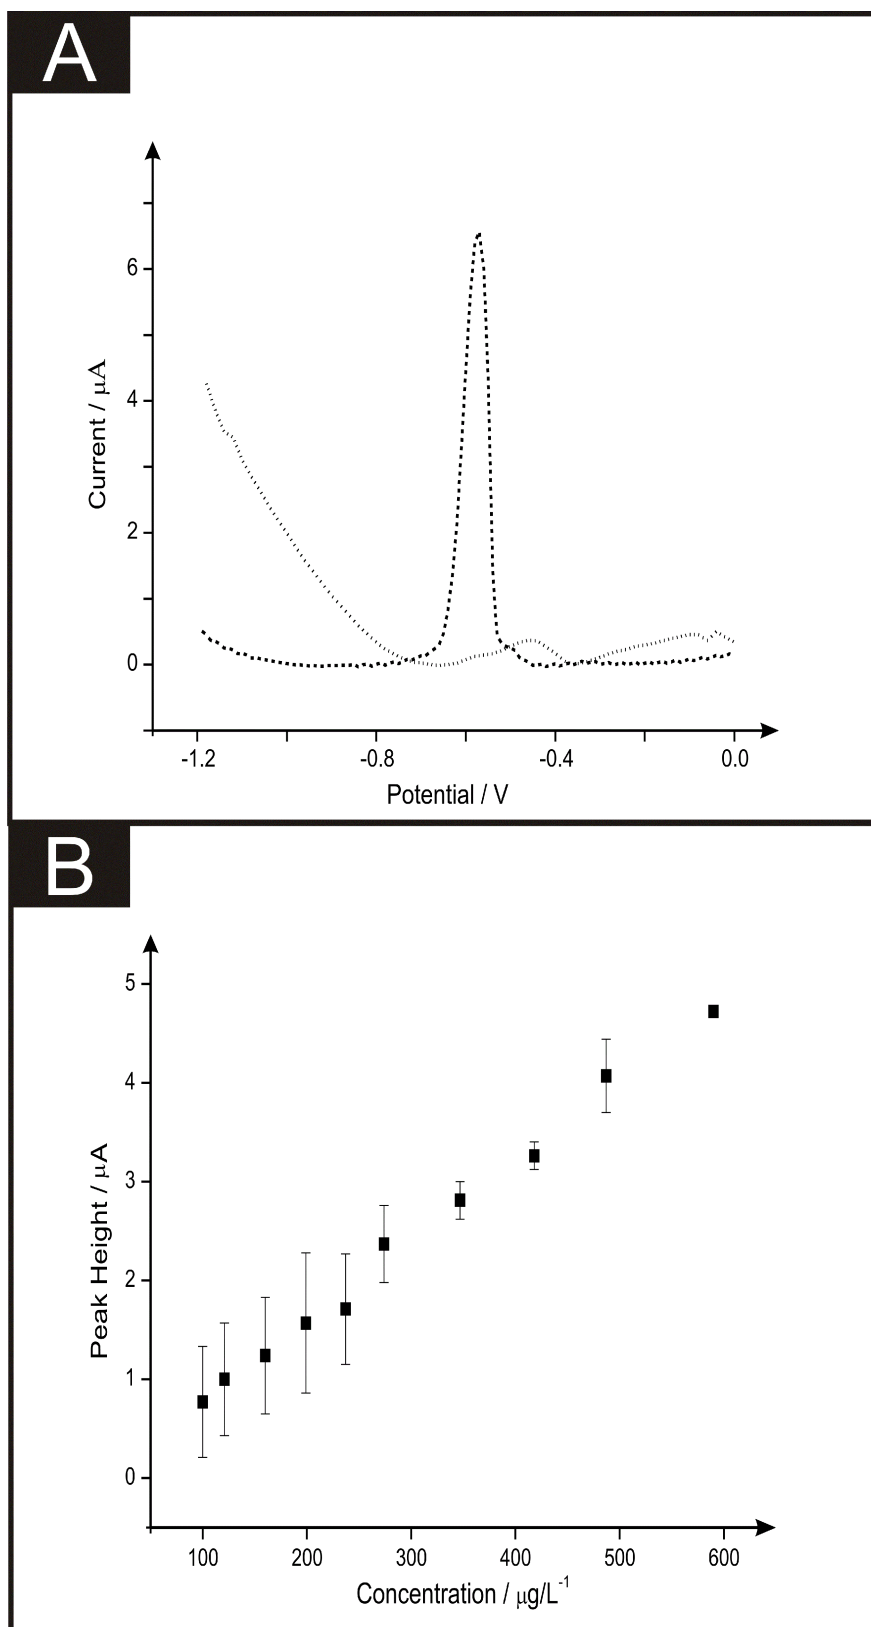 A
6
4
2
0
Current / μA
-1.2 -0.8 -0.4 0.0
Potential / V
B
5
4
3
2
1
0
Peak Height / μA
100 200 300 400 500 600
Concentration / μg/L-1